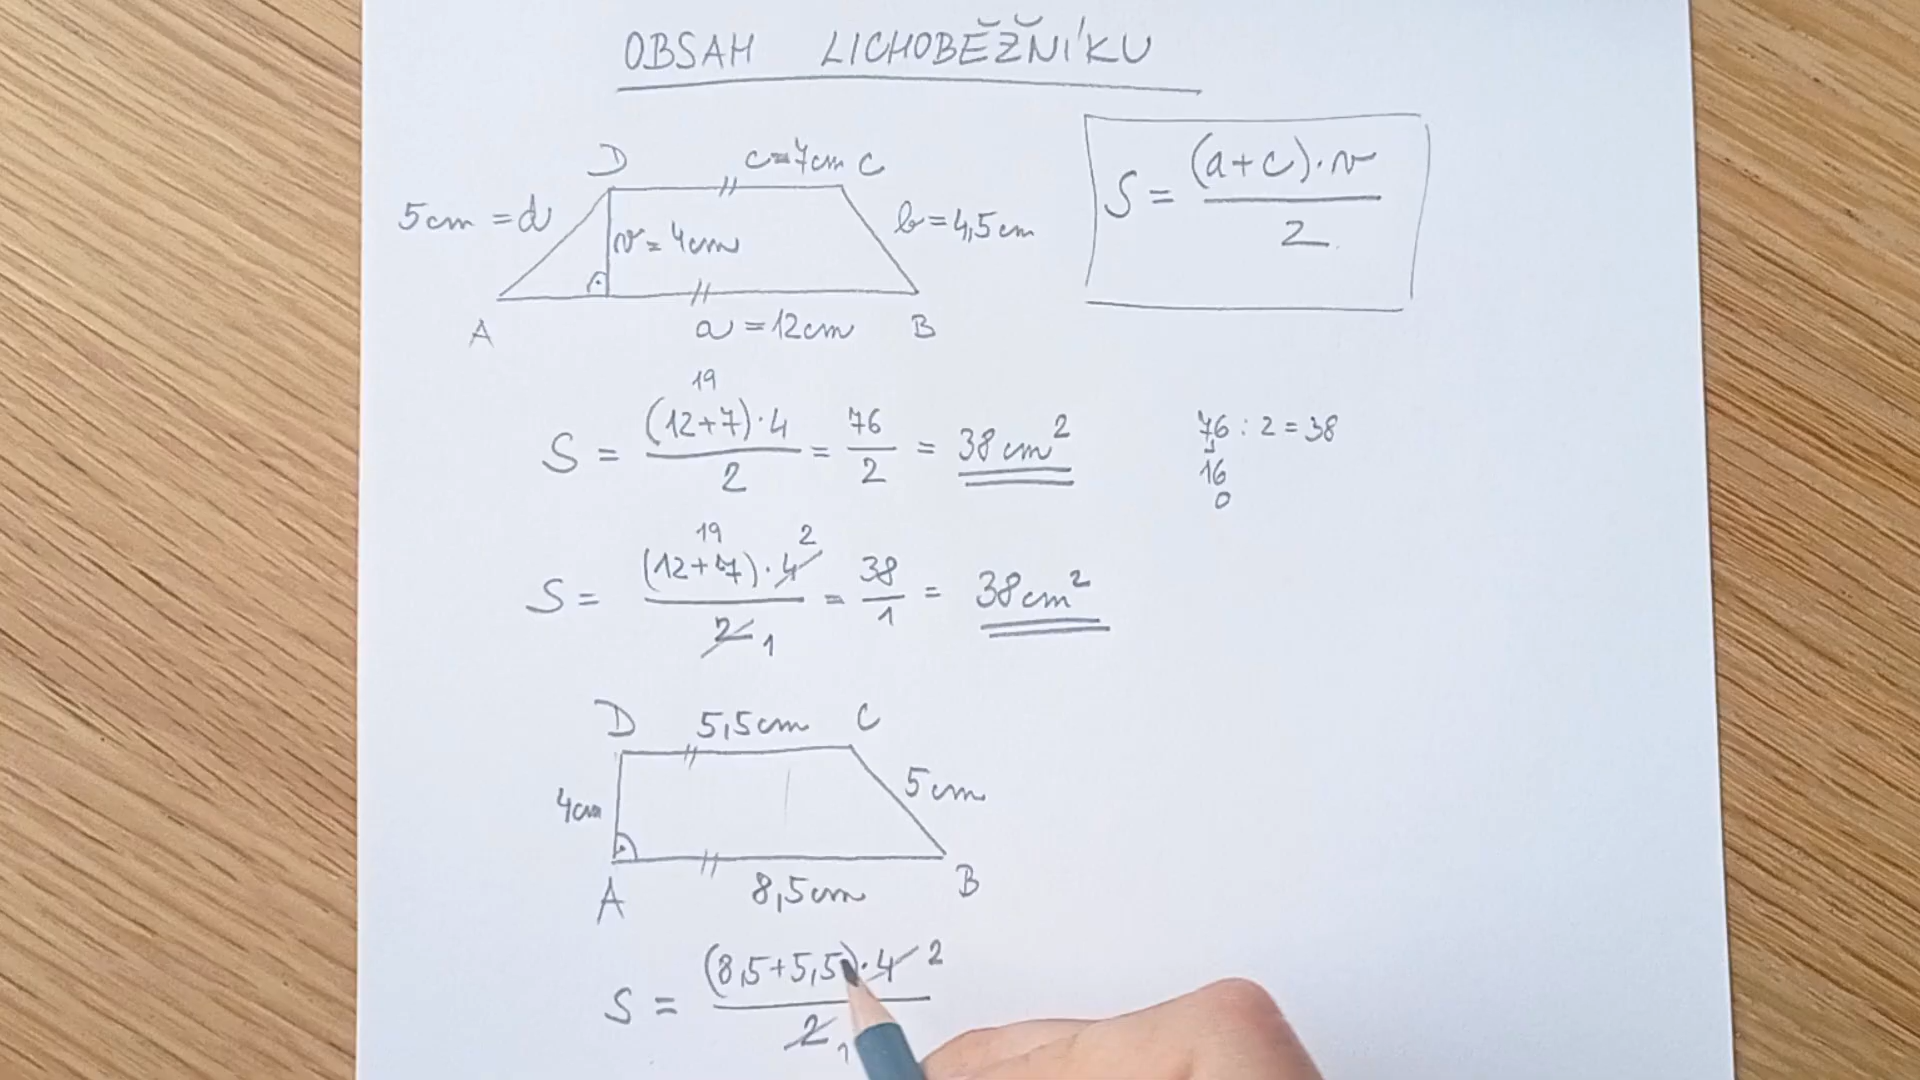 OBSAH LICHOBĚŽŇÍKU
D c=7cm C
5cm = d
v = 4cm
b = 4,5cm
A a = 12cm B
S = (a+c)·v / 2
19
S = (12+7)·4 / 2 = 76 / 2 = 38 cm²
76 : 2 = 38
16
0
19 2
S = (12+7)·4 / 2 1 = 38 / 1 = 38 cm²
D 5,5cm C
4cm
5cm
A 8,5cm B
S = (8,5+5,5)·4 2 / 2 1